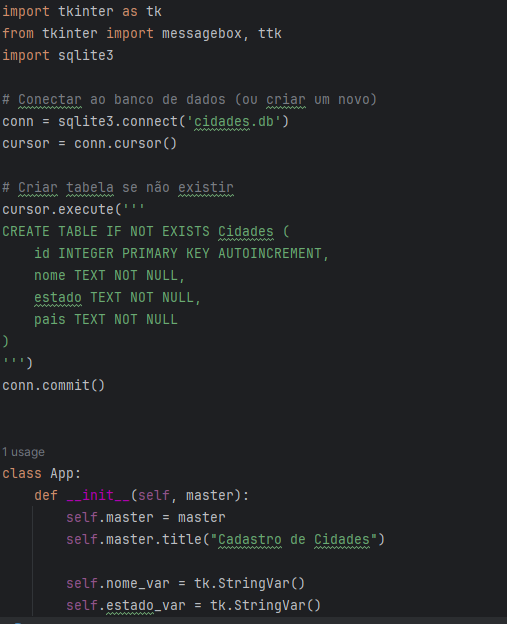 import tkinter as tk
from tkinter import messagebox, ttk
import sqlite3

# Conectar ao banco de dados (ou criar um novo)
conn = sqlite3.connect('cidades.db')
cursor = conn.cursor()

# Criar tabela se não existir
cursor.execute('''
CREATE TABLE IF NOT EXISTS Cidades (
    id INTEGER PRIMARY KEY AUTOINCREMENT,
    nome TEXT NOT NULL,
    estado TEXT NOT NULL,
    pais TEXT NOT NULL
)
''')
conn.commit()

1 usage
class App:
    def __init__(self, master):
        self.master = master
        self.master.title("Cadastro de Cidades")

        self.nome_var = tk.StringVar()
        self.estado_var = tk.StringVar()